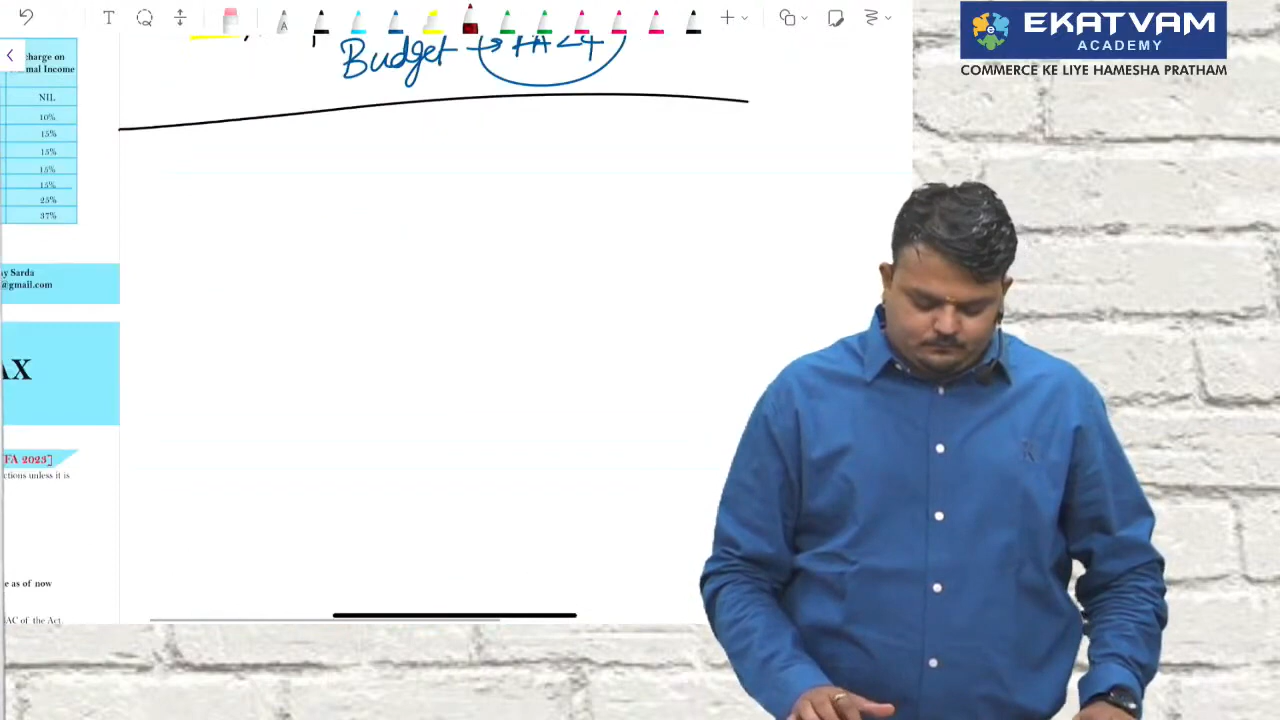 EKATVAM
ACADEMY
COMMERCE KE LIYE HAMESHA PRATHAM
T
A
Budget → FA
harge on
mal Income
NIL
10%
15%
15%
15%
15%
25%
37%
ay Sarda
@gmail.com
AX
[FA 2023]
ctions unless it is
e as of now
AC of the Act